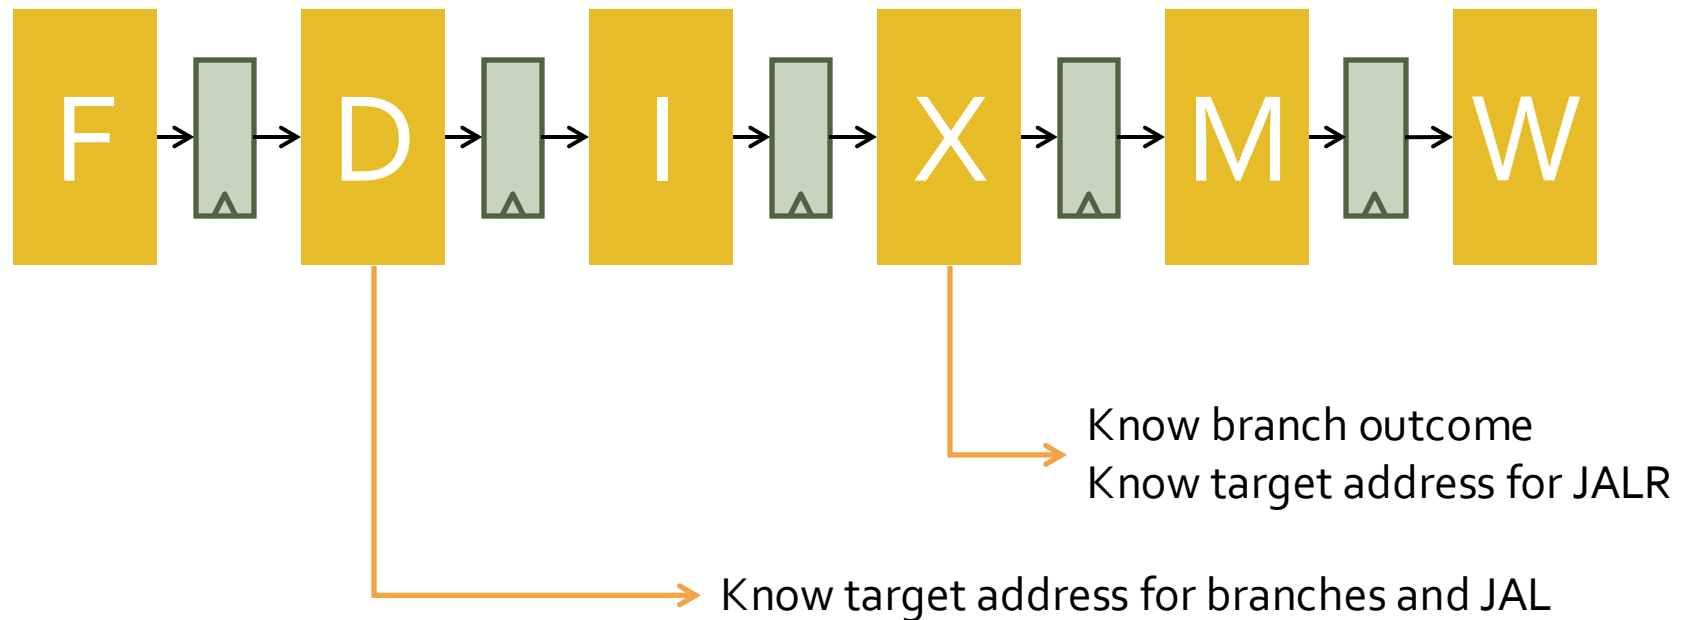 F D I X M W
Know branch outcome
Know target address for JALR
Know target address for branches and JAL